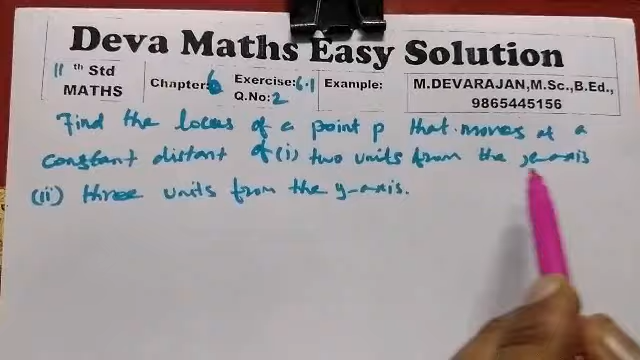 Deva Maths Easy Solution
11 th Std MATHS
Chapter: 6
Exercise: 6.1
Q.No: 2
Example:
M.DEVARAJAN,M.Sc.,B.Ed.,
9865445156
Find the locus of a point P that moves at a
constant distant of (i) two units from the x-axis
(ii) three units from the y-axis.